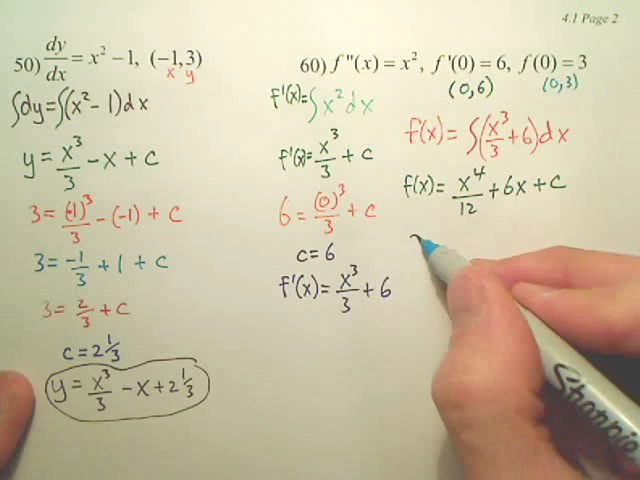 4.1 Page 2
50) dy/dx = x² − 1, (−1, 3)
x y
∫dy = ∫(x² − 1)dx
y = x³/3 − x + c
3 = (-1)³/3 − (−1) + c
3 = -1/3 + 1 + c
3 = 2/3 + c
c = 2 1/3
y = x³/3 − x + 2 1/3
60) f"(x) = x², f'(0) = 6, f(0) = 3
(0,6) (0,3)
f'(x) = ∫x²dx
f'(x) = x³/3 + c
6 = (0)³/3 + c
c = 6
f'(x) = x³/3 + 6
f(x) = ∫(x³/3 + 6)dx
f(x) = x⁴/12 + 6x + c
Sharpie